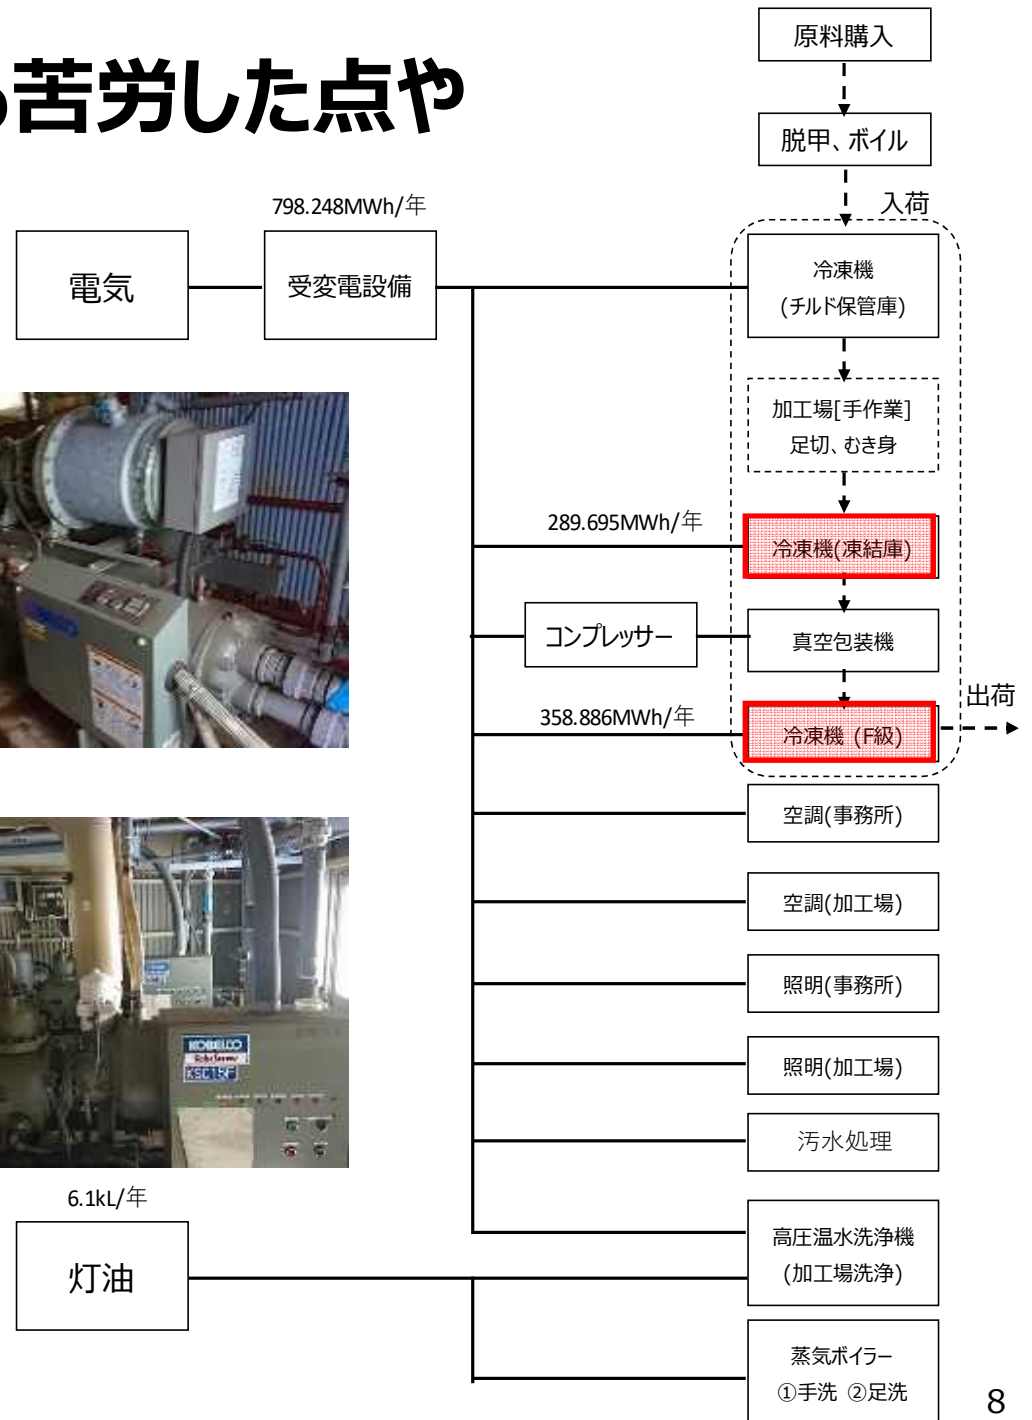 苦労した点や
原料購入
脱甲、ボイル
入荷
798.248MWh/年
電気
受変電設備
冷凍機
(チルド保管庫)
加工場[手作業]
足切、むき身
289.695MWh/年
冷凍機(凍結庫)
コンプレッサー
真空包装機
358.886MWh/年
冷凍機 (F級)
出荷
空調(事務所)
空調(加工場)
照明(事務所)
KOBELCO
照明(加工場)
汚水処理
6.1kL/年
灯油
高圧温水洗浄機
(加工場洗浄)
蒸気ボイラー
①手洗 ②足洗
8